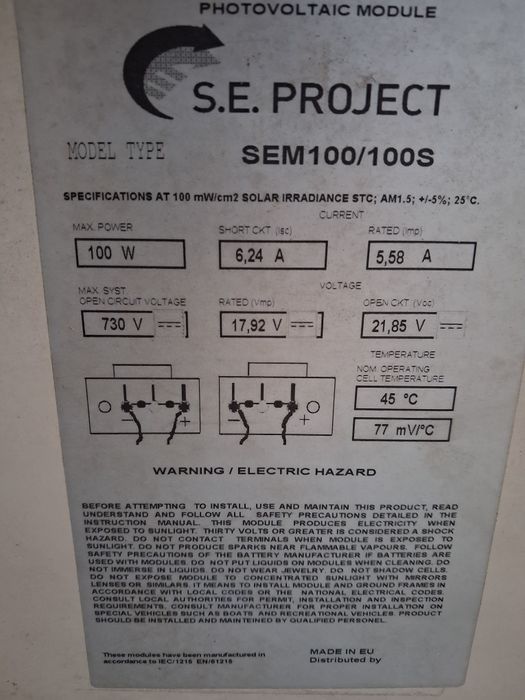 PHOTOVOLTAIC MODULE
S.E. PROJECT
MODEL TYPE SEM100/100S
SPECIFICATIONS AT 100 mW/cm2 SOLAR IRRADIANCE STC; AM1.5; +/-5%; 25°C.
CURRENT
MAX. POWER SHORT CKT (Isc) RATED (Imp)
100 W 6,24 A 5,58 A
MAX SYST. VOLTAGE
OPEN CIRCUIT VOLTAGE RATED (Vmp) OPEN CKT (Voc)
730 V 17,92 V 21,85 V
TEMPERATURE
NOM. OPERATING
CELL TEMPERATURE
45 °C
77 mV/°C
- + - +
WARNING / ELECTRIC HAZARD
BEFORE ATTEMPTING TO INSTALL, USE AND MAINTAIN THIS PRODUCT, READ
UNDERSTAND AND FOLLOW ALL SAFETY PRECAUTIONS DETAILED IN THE
INSTRUCTION MANUAL. THIS MODULE PRODUCES ELECTRICITY WHEN
EXPOSED TO SUNLIGHT. THIRTY VOLTS OR GREATER IS CONSIDERED A SHOCK
HAZARD. DO NOT CONTACT TERMINALS WHEN MODULE IS EXPOSED TO
SUNLIGHT. DO NOT PRODUCE SPARKS NEAR FLAMMABLE VAPOURS. FOLLOW
SAFETY PRECAUTIONS OF THE BATTERY MANUFACTURER IF BATTERIES ARE
USED WITH MODULES. DO NOT PUT LIQUIDS ON MODULES WHEN CLEANING. DO
NOT IMMERSE IN LIQUIDS. DO NOT WEAR JEWELRY. DO NOT SHADOW CELLS.
DO NOT EXPOSE MODULE TO CONCENTRATED SUNLIGHT WITH MIRRORS
LENSES OR SIMILARS. IT MEANS TO INSTALL MODULE AND GROUND FRAMES IN
ACCORDANCE WITH LOCAL CODES OR THE NATIONAL ELECTRICAL CODES.
CONSULT LOCAL AUTHORITIES FOR PERMIT, INSTALLATION AND INSPECTION
REQUIREMENTS. CONSULT MANUFACTURER FOR PROPER INSTALLATION ON
SPECIAL VEHICLES SUCH AS BOATS AND RECREATIONAL VEHICLES. PRODUCT
SHOULD BE INSTALLED AND MAINTEINED BY QUALIFIED PERSONEL.
These modules have been manufactured in MADE IN EU
accordance to IEC/1215 EN/61215 Distributed by